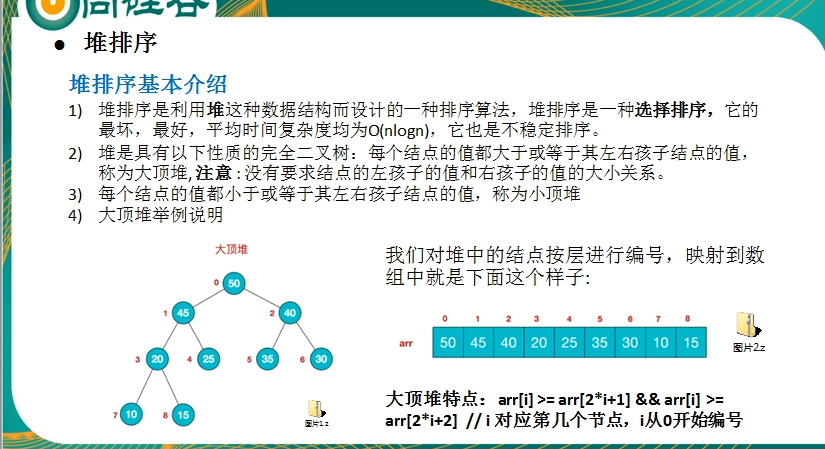 ● 堆排序
堆排序基本介绍
1) 堆排序是利用堆这种数据结构而设计的一种排序算法，堆排序是一种选择排序，它的
最坏，最好，平均时间复杂度均为O(nlogn)，它也是不稳定排序。
2) 堆是具有以下性质的完全二叉树：每个结点的值都大于或等于其左右孩子结点的值，
称为大顶堆, 注意 : 没有要求结点的左孩子的值和右孩子的值的大小关系。
3) 每个结点的值都小于或等于其左右孩子结点的值，称为小顶堆
4) 大顶堆举例说明
大顶堆
0 50
1 45 2 40
3 20 4 25 5 35 6 30
7 10 8 15
图片1.z
我们对堆中的结点按层进行编号，映射到数
组中就是下面这个样子:
0 1 2 3 4 5 6 7 8
arr 50 45 40 20 25 35 30 10 15
图片2.z
大顶堆特点：arr[i] >= arr[2*i+1] && arr[i] >=
arr[2*i+2] // i 对应第几个节点，i从0开始编号